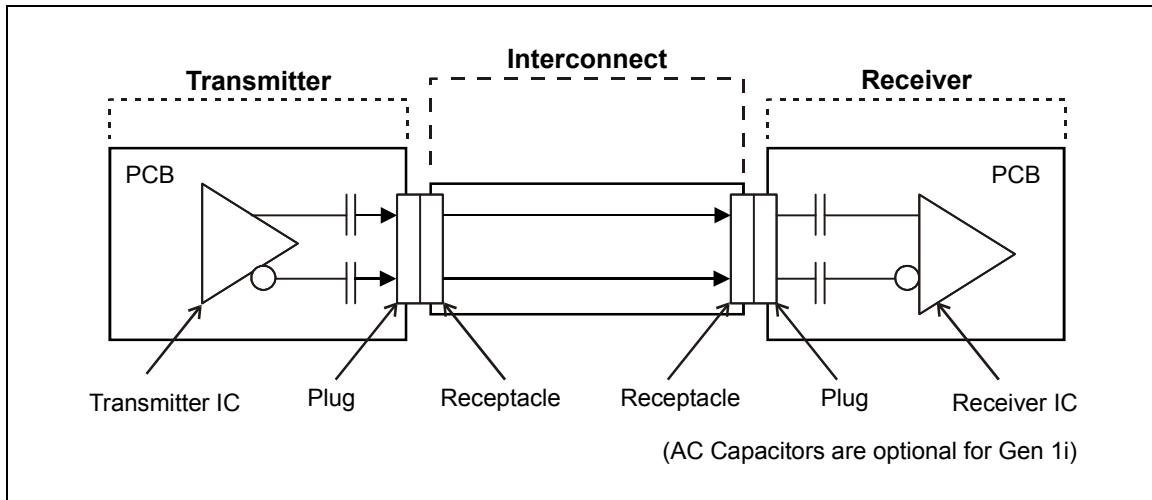 Interconnect
Transmitter
Receiver
PCB
PCB
Transmitter IC
Plug
Receptacle
Receptacle
Plug
Receiver IC
(AC Capacitors are optional for Gen 1i)